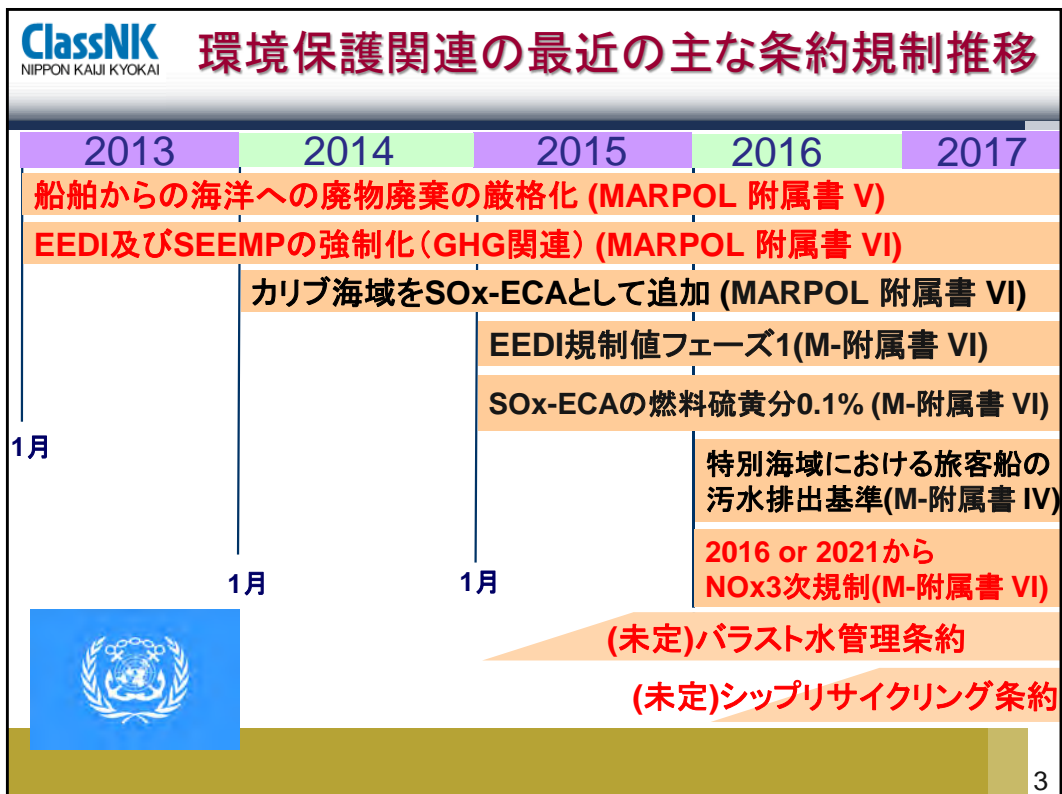 ClassNK
NIPPON KAIJI KYOKAI
環境保護関連の最近の主な条約規制推移
2013 2014 2015 2016 2017
船舶からの海洋への廃物廃棄の厳格化 (MARPOL 附属書 V)
EEDI及びSEEMPの強制化（GHG関連） (MARPOL 附属書 VI)
カリブ海域をSOx-ECAとして追加 (MARPOL 附属書 VI)
EEDI規制値フェーズ1(M-附属書 VI)
SOx-ECAの燃料硫黄分0.1% (M-附属書 VI)
1月
特別海域における旅客船の
汚水排出基準(M-附属書 IV)
2016 or 2021から
NOx3次規制(M-附属書 VI)
1月 1月
(未定)バラスト水管理条約
(未定)シップリサイクリング条約
3